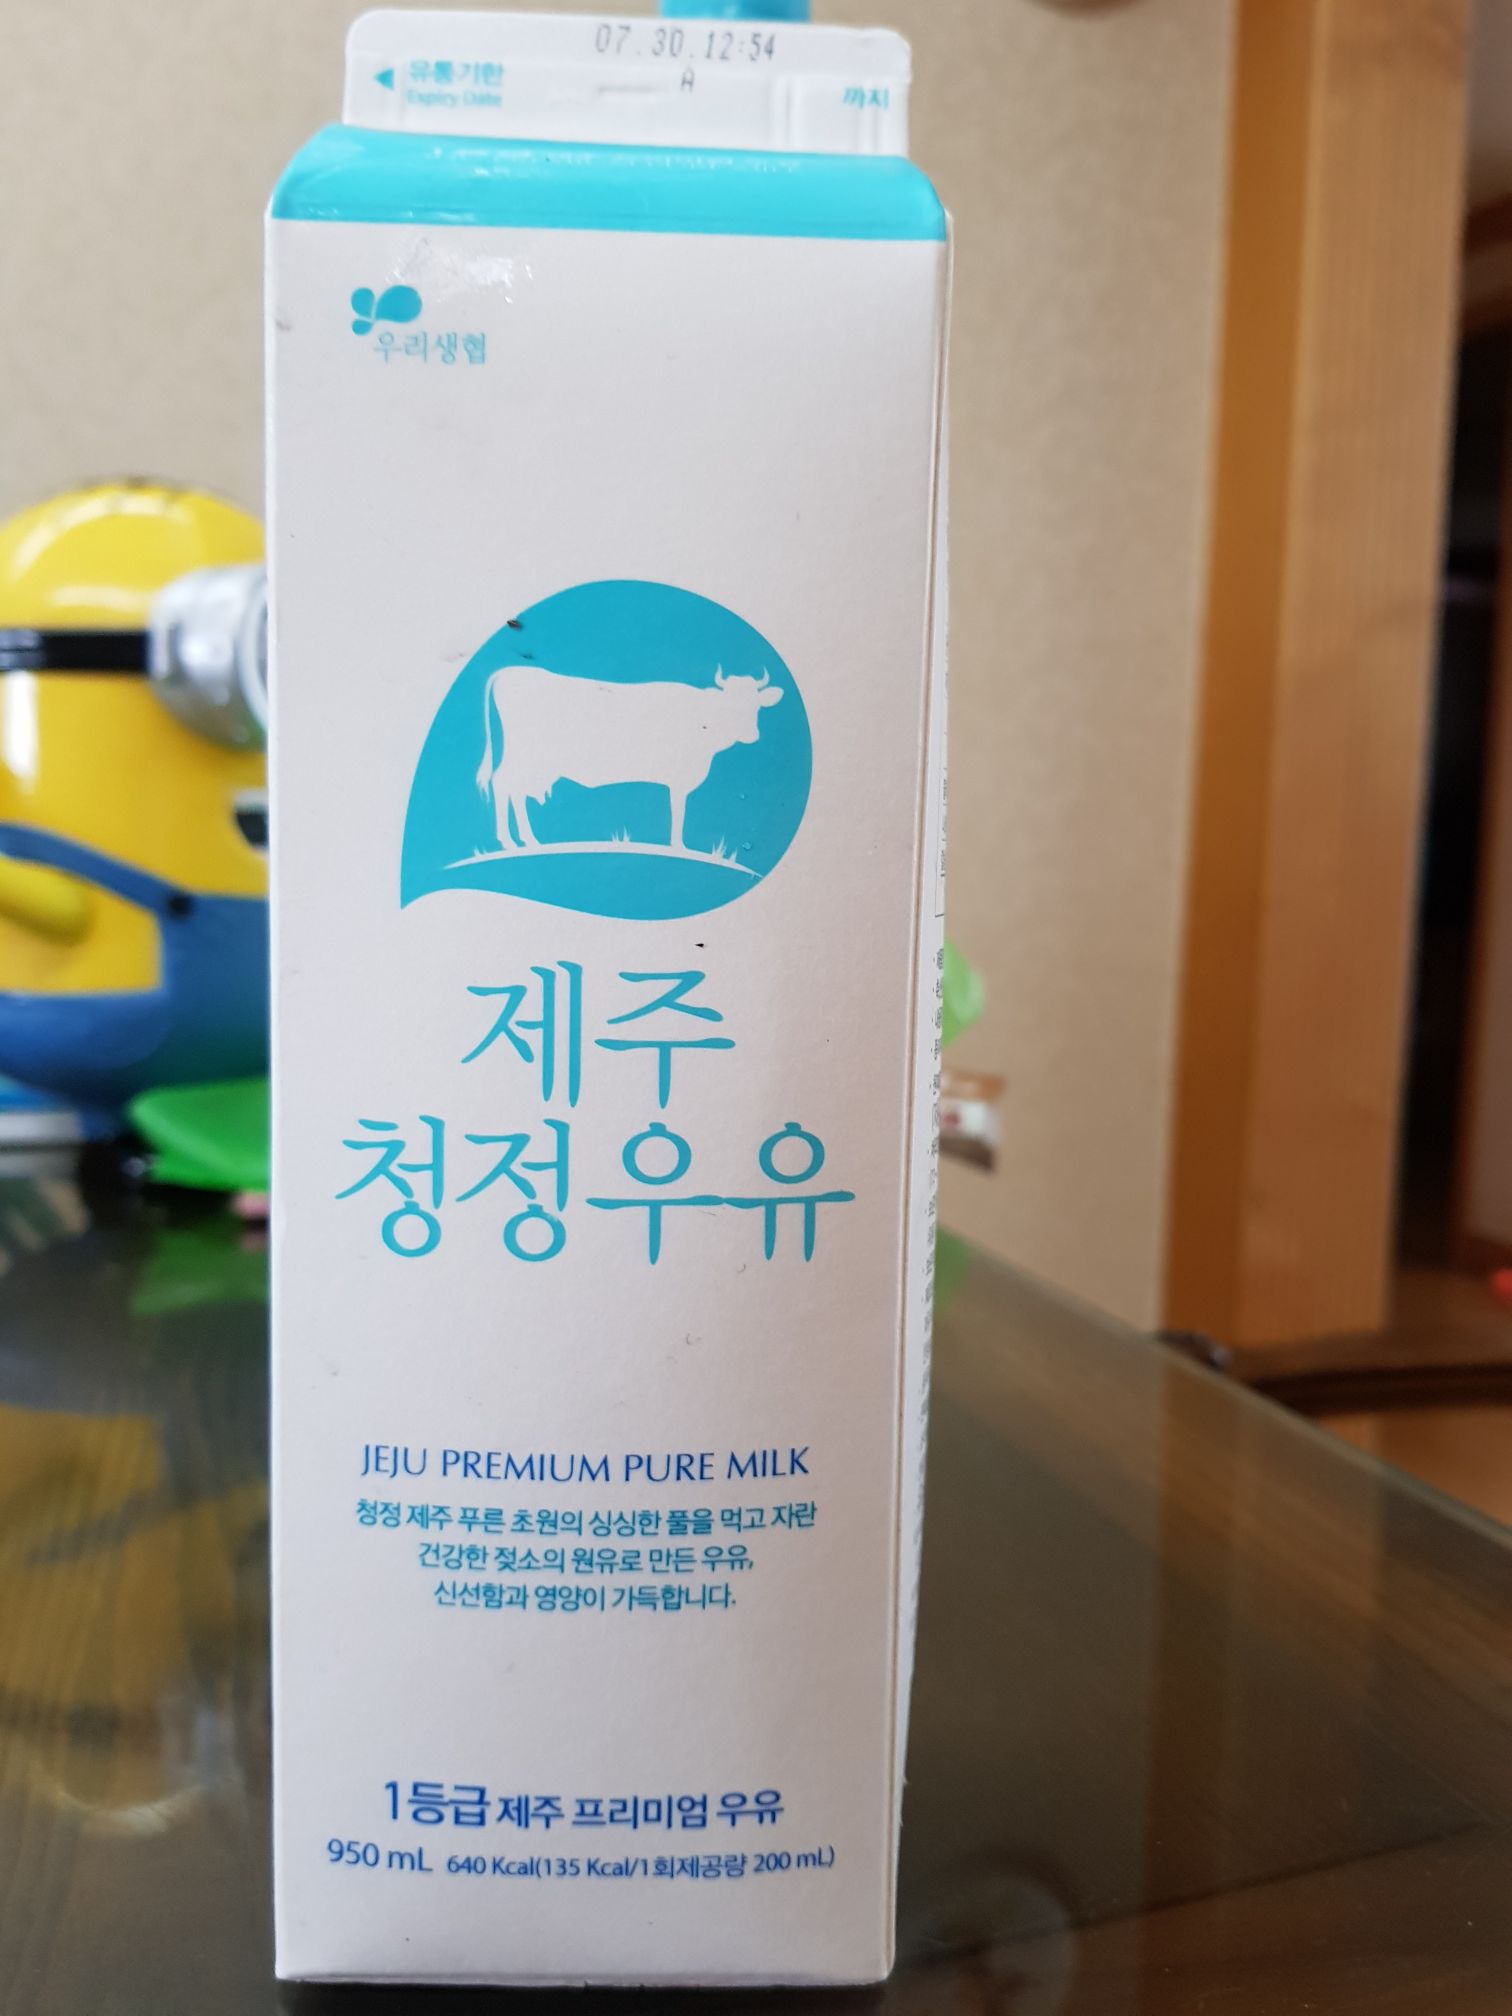 07.30.12:54
◀ 유통기한
A
까지
Expiry Date
우리생협
제주
청정우유
JEJU PREMIUM PURE MILK
청정 제주 푸른 초원의 싱싱한 풀을 먹고 자란
건강한 젖소의 원유로 만든 우유,
신선함과 영양이 가득합니다.
1등급 제주 프리미엄 우유
950 mL 640 Kcal(135 Kcal/1회제공량 200 mL)